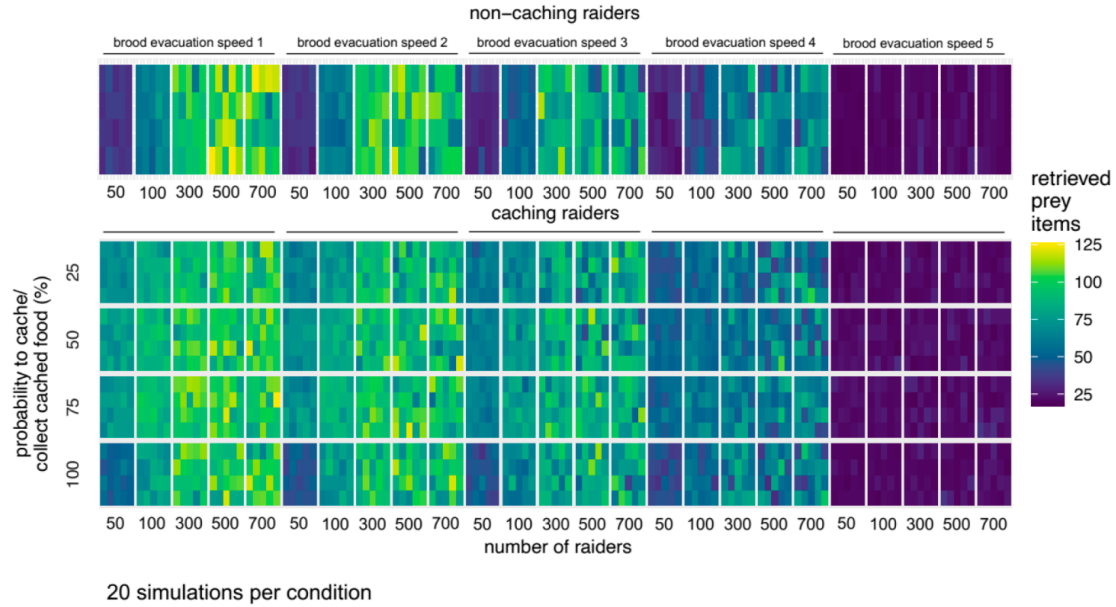 non−caching raiders
brood evacuation speed 1 brood evacuation speed 2 brood evacuation speed 3 brood evacuation speed 4 brood evacuation speed 5
50 100 300 500 700 50 100 300 500 700 50 100 300 500 700 50 100 300 500 700 50 100 300 500 700
caching raiders
retrieved
prey
items
125
100
75
50
25
probability to cache/
collect cached food (%)
25
50
75
100
50 100 300 500 700 50 100 300 500 700 50 100 300 500 700 50 100 300 500 700 50 100 300 500 700
number of raiders
20 simulations per condition